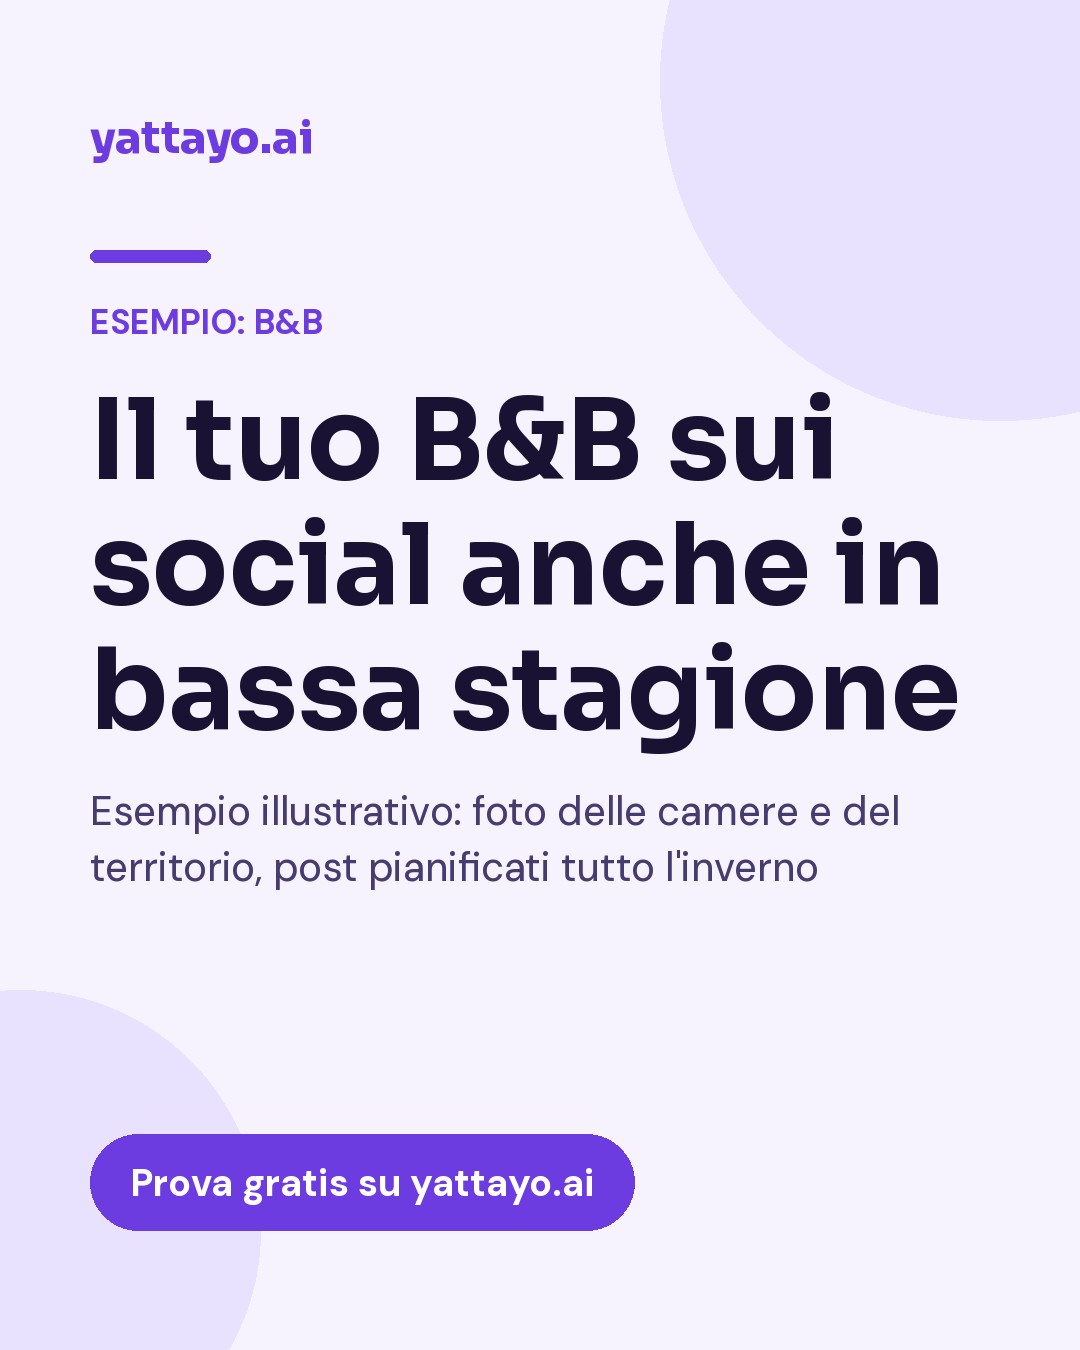 yattayo.ai
ESEMPIO: B&B
Il tuo B&B sui
social anche in
bassa stagione
Esempio illustrativo: foto delle camere e del
territorio, post pianificati tutto l'inverno
Prova gratis su yattayo.ai